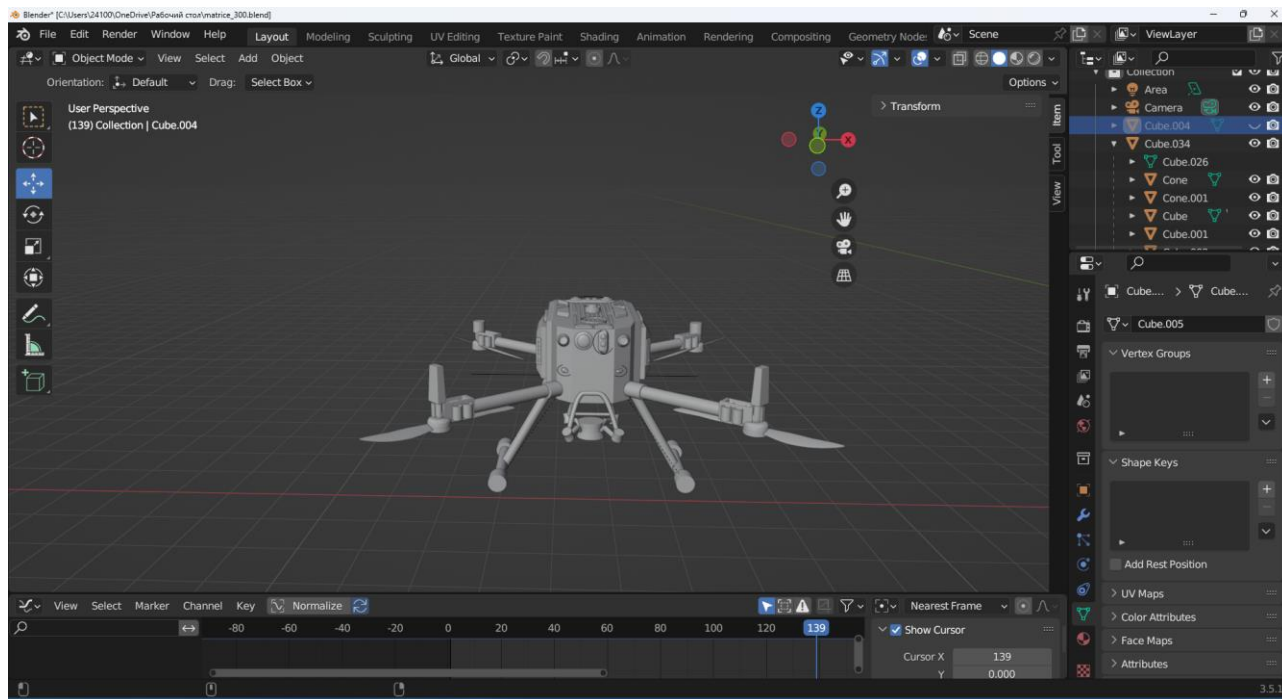 Blender* [C:\Users\24100\OneDrive\Рабочий стол\matrice_300.blend]
File Edit Render Window Help Layout Modeling Sculpting UV Editing Texture Paint Shading Animation Rendering Compositing Geometry Node Scene ViewLayer
Object Mode View Select Add Object Global
Orientation: Default Drag: Select Box Options
User Perspective
(139) Collection | Cube.004
Z
Y
X
Transform
Item
Tool
View
Collection
Area
Camera
Cube.004
Cube.034
Cube.026
Cone
Cone.001
Cube
Cube.001
Cube.... > Cube....
Cube.005
Vertex Groups
Shape Keys
Add Rest Position
UV Maps
Color Attributes
Face Maps
Attributes
View Select Marker Channel Key Normalize Nearest Frame
-80 -60 -40 -20 0 20 40 60 80 100 120 139
Show Cursor
Cursor X 139
Y 0.000